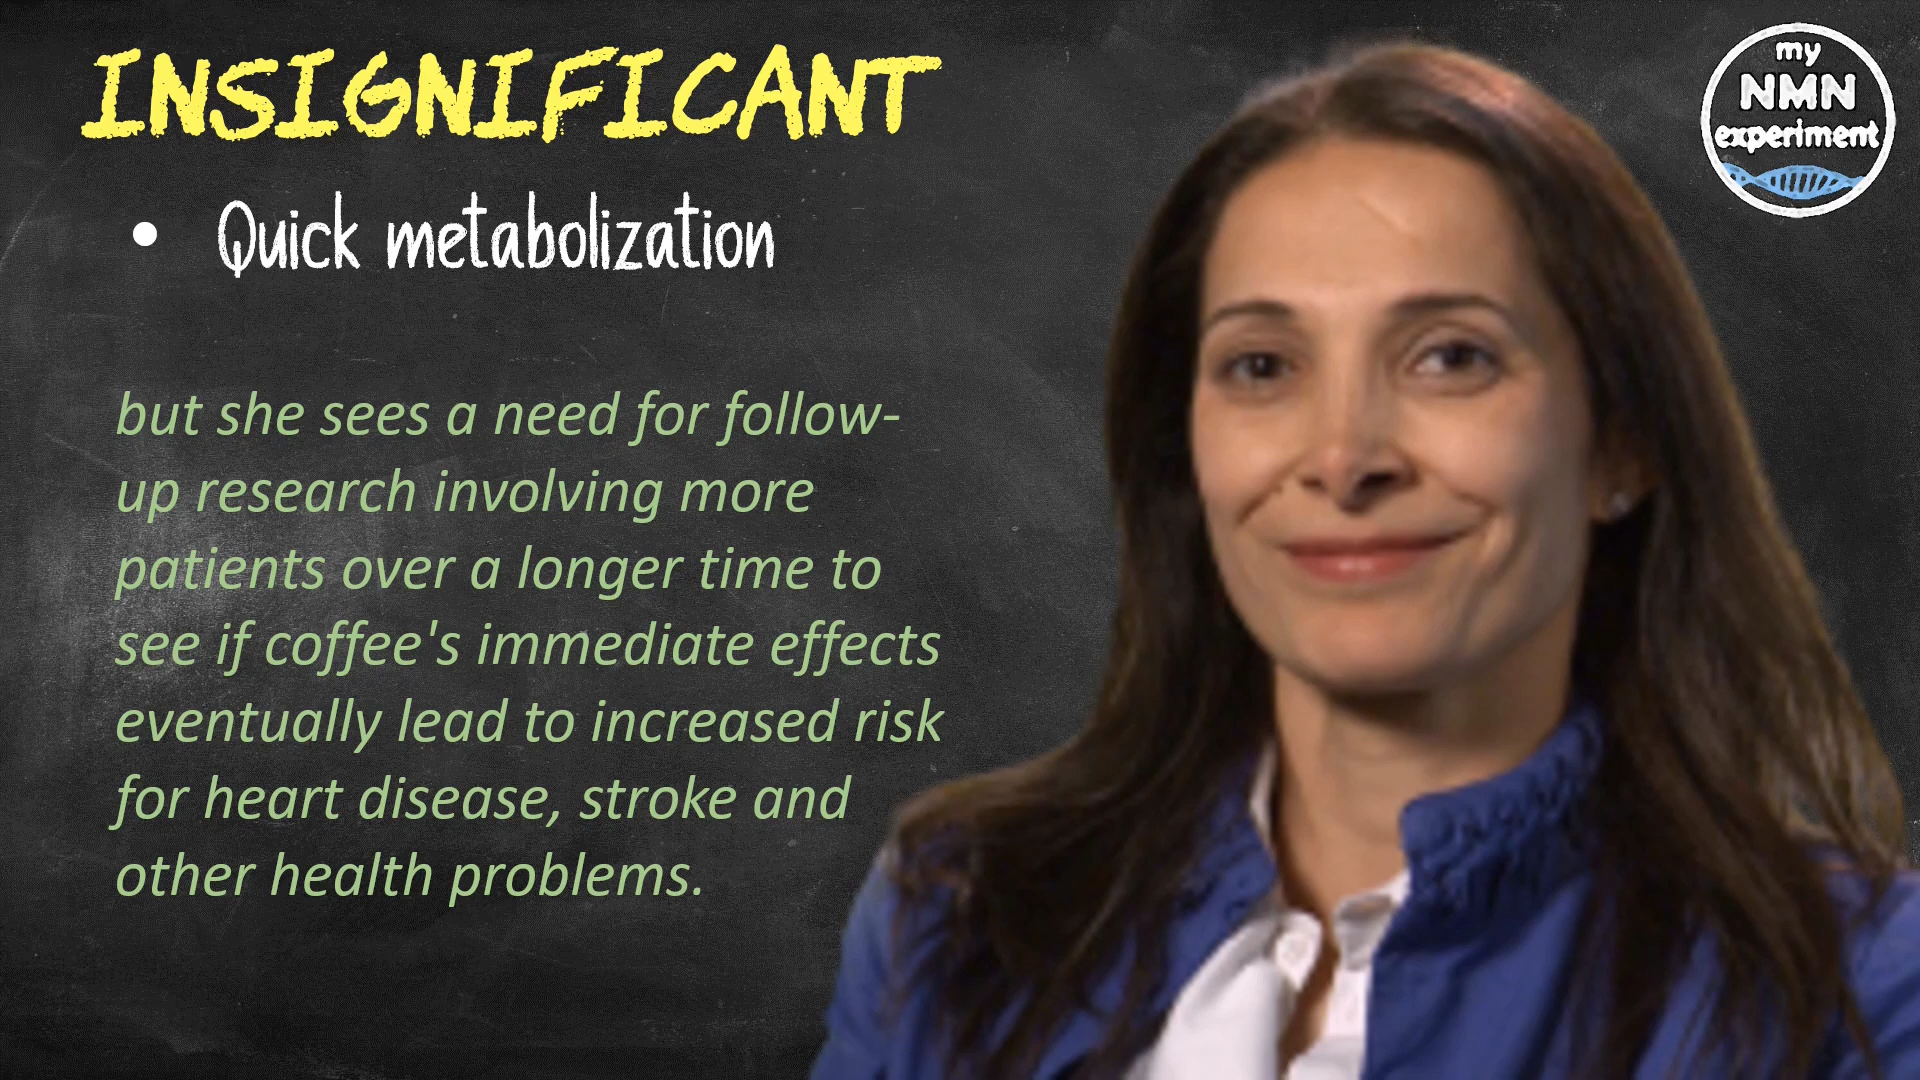 INSIGNIFICANT
• Quick metabolization
but she sees a need for follow-
up research involving more
patients over a longer time to
see if coffee's immediate effects
eventually lead to increased risk
for heart disease, stroke and
other health problems.
my
NMN
experiment